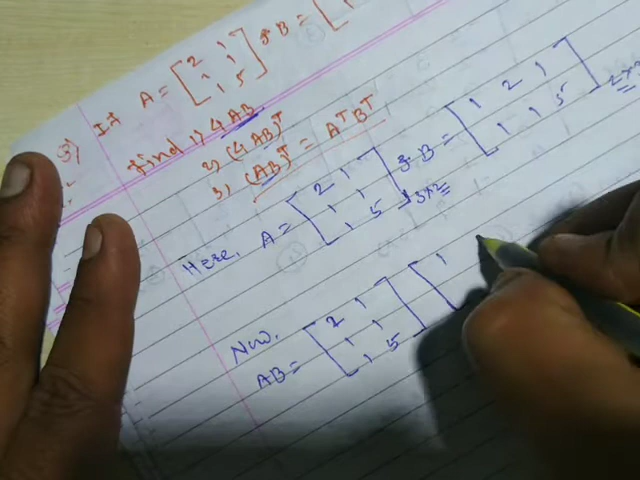 3) If A = [2 1 1 1 1 5] & B = [1
Find 1) 4AB
2) (4AB)ᵀ
3) (AB)ᵀ = AᵀBᵀ
Here, A = [2 1 1 1 1 5]3×2 & B = [1 2 1 1 1 5]2×3
Now,
AB = [2 1 1 1 1 5] [1